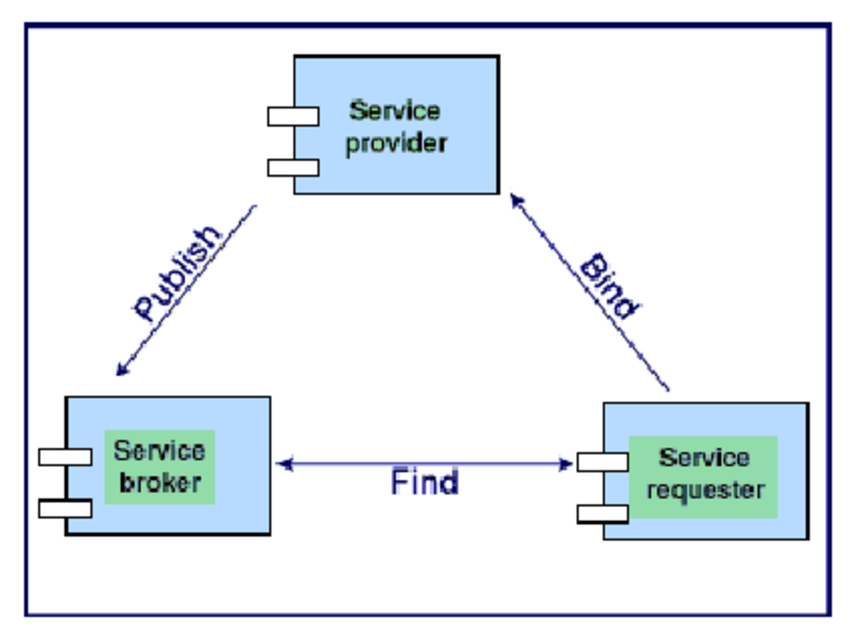 Service
provider
Publish
Bind
Service
broker
Find
Service
requester